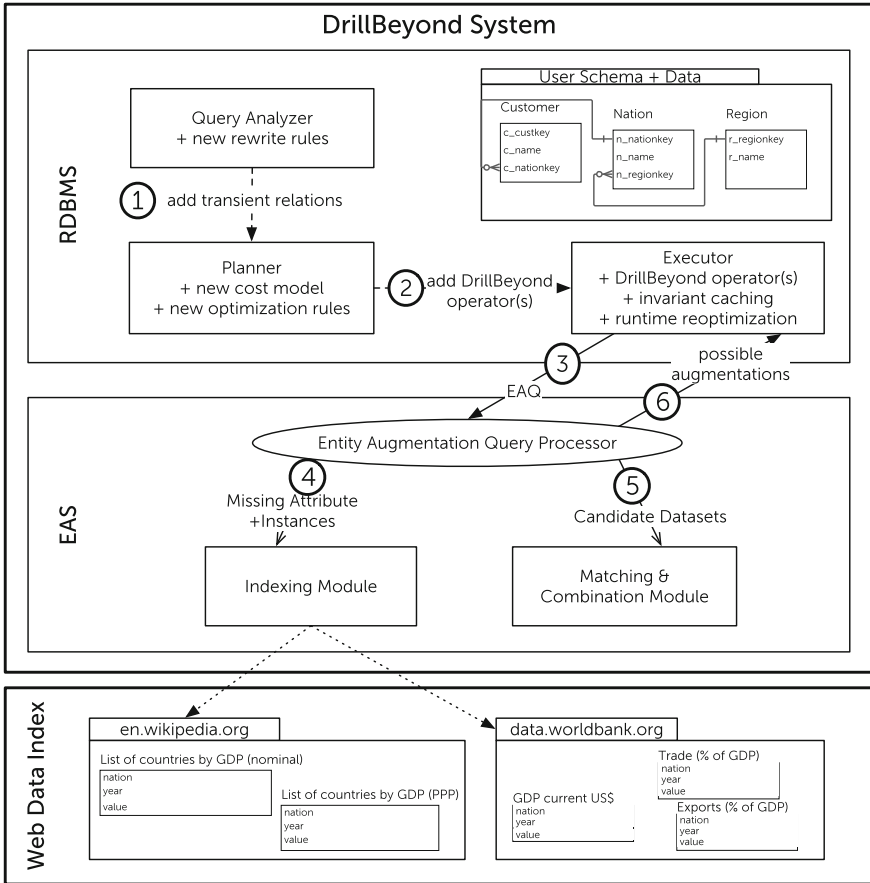 DrillBeyond System
RDBMS
Query Analyzer
+ new rewrite rules
User Schema + Data
Customer
c_custkey
c_name
c_nationkey
Nation
n_nationkey
n_name
n_regionkey
Region
r_regionkey
r_name
1
add transient relations
Planner
+ new cost model
+ new optimization rules
2
add DrillBeyond
operator(s)
Executor
+ DrillBeyond operator(s)
+ invariant caching
+ runtime reoptimization
3
EAQ
6
possible
augmentations
EAS
Entity Augmentation Query Processor
4
Missing Attribute
+Instances
5
Candidate Datasets
Indexing Module
Matching &
Combination Module
Web Data Index
en.wikipedia.org
List of countries by GDP (nominal)
nation
year
value
List of countries by GDP (PPP)
nation
year
value
data.worldbank.org
Trade (% of GDP)
nation
year
value
GDP current US$
nation
year
value
Exports (% of GDP)
nation
year
value